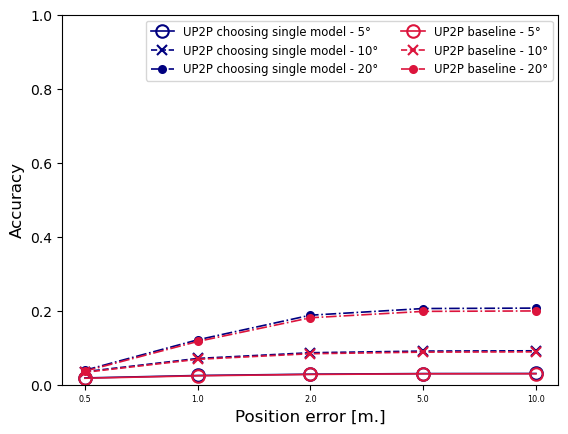 1.0
0.8
0.6
0.4
0.2
0.0
Accuracy
UP2P choosing single model - 5°
UP2P choosing single model - 10°
UP2P choosing single model - 20°
UP2P baseline - 5°
UP2P baseline - 10°
UP2P baseline - 20°
0.5 1.0 2.0 5.0 10.0
Position error [m.]